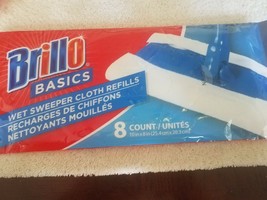 Brillo
BASICS
WET SWEEPER CLOTH REFILLS
RECHARGES DE CHIFFONS
NETTOYANTS MOUILLÉS
8 COUNT/UNITÉS